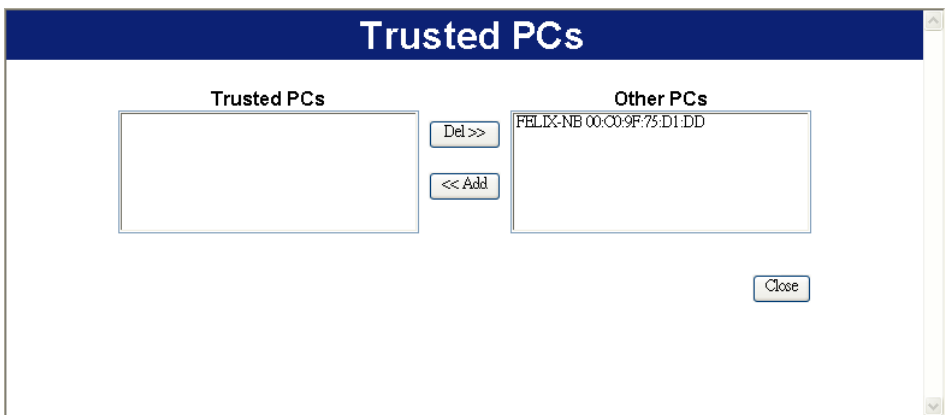 Trusted PCs
Trusted PCs
Other PCs
Del >>
FELIX-NB 00:C0:9F:75:D1:DD
<< Add
Close